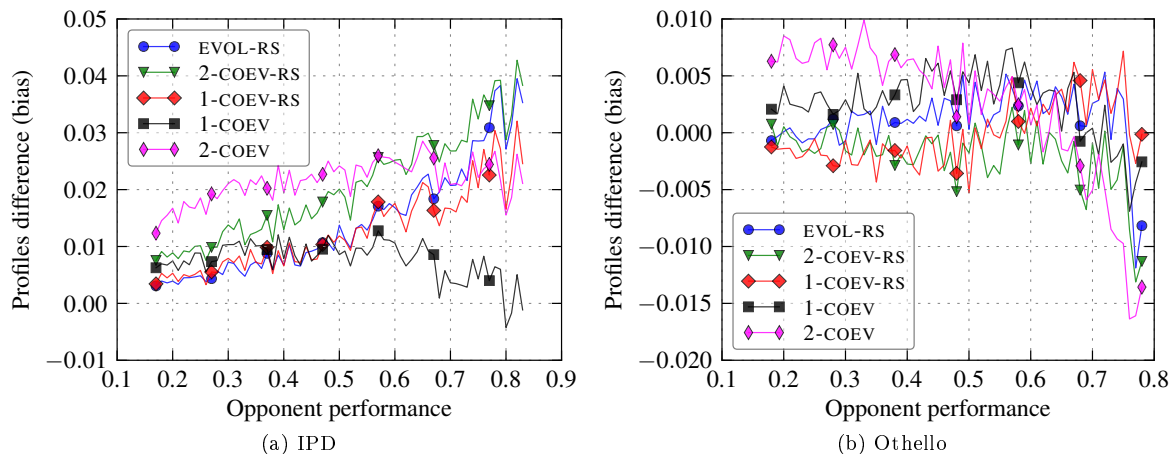 0.05
0.04
0.03
0.02
0.01
0.00
−0.01
0.1 0.2 0.3 0.4 0.5 0.6 0.7 0.8 0.9
Profiles difference (bias)
Opponent performance
EVOL-RS
2-COEV-RS
1-COEV-RS
1-COEV
2-COEV
(a) IPD
0.010
0.005
0.000
−0.005
−0.010
−0.015
−0.020
0.1 0.2 0.3 0.4 0.5 0.6 0.7 0.8
Profiles difference (bias)
Opponent performance
EVOL-RS
2-COEV-RS
1-COEV-RS
1-COEV
2-COEV
(b) Othello